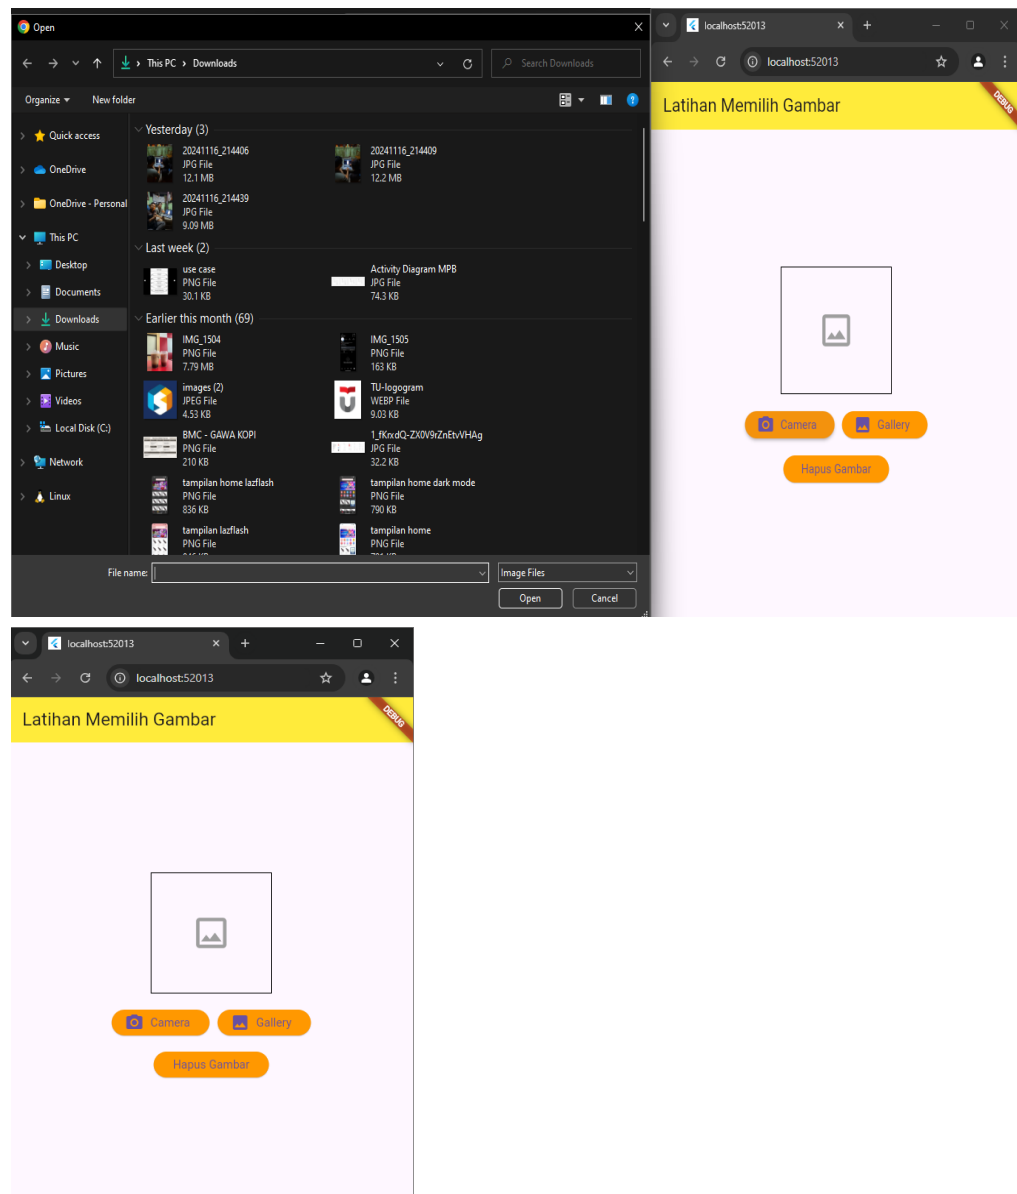 Open
This PC > Downloads
Search Downloads
Organize
New folder
Quick access
OneDrive
OneDrive - Personal
This PC
Desktop
Documents
Downloads
Music
Pictures
Videos
Local Disk (C:)
Network
Linux
Yesterday (3)
20241116_214406
JPG File
12.1 MB
20241116_214409
JPG File
12.2 MB
20241116_214439
JPG File
9.09 MB
Last week (2)
use case
PNG File
30.1 KB
Activity Diagram MPB
JPG File
74.3 KB
Earlier this month (69)
IMG_1504
PNG File
7.79 MB
IMG_1505
PNG File
163 KB
images (2)
JPEG File
4.53 KB
TU-logogram
WEBP File
9.03 KB
BMC - GAWA KOPI
PNG File
210 KB
1_fKnxdQ-ZX0V9rZnEtvVHAg
JPG File
32.2 KB
tampilan home lazflash
PNG File
836 KB
tampilan home dark mode
PNG File
790 KB
tampilan lazflash
PNG File
tampilan home
PNG File
File name:
Image Files
Open
Cancel
localhost:52013
localhost:52013
Latihan Memilih Gambar
DEBUG
Camera
Gallery
Hapus Gambar
localhost:52013
localhost:52013
Latihan Memilih Gambar
DEBUG
Camera
Gallery
Hapus Gambar